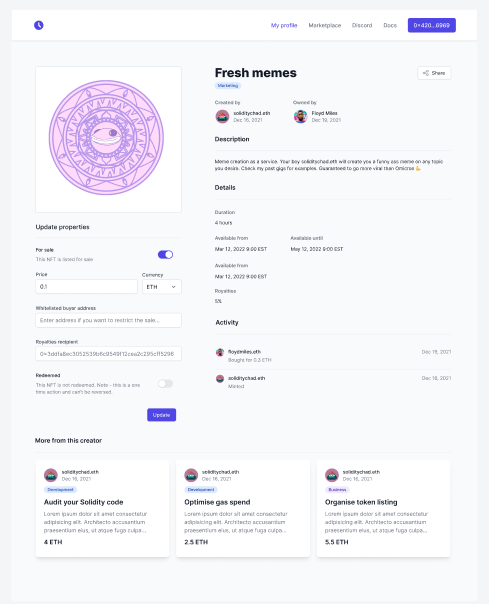 My profile
Marketplace
Discord
Docs
0x420...6969
Fresh memes
Share
Marketing
Created by
soliditychad.eth
Dec 15, 2021
Owned by
Floyd Miles
Dec 19, 2021
Description
Meme creation as a service. Your boy soliditychad.eth will create you a funny ass meme on any topic
you desire. Check my past gigs for examples. Guaranteed to go more viral than Omicron 💪
Details
Duration
4 hours
Available from
Mar 12, 2022 9:00 EST
Available until
May 12, 2022 9:00 EST
Available from
Mar 12, 2022 9:00 EST
Royalties
5%
Activity
floydmiles.eth
Bought for 0.3 ETH
Dec 19, 2021
soliditychad.eth
Minted
Dec 16, 2021
Update properties
For sale
This NFT is listed for sale
Price
0.1
Currency
ETH
Whitelisted buyer address
Enter address if you want to restrict the sale...
Royalties recipient
Redeemed
This NFT is not redeemed. Note - this is a one
time action and can't be reversed.
Update
More from this creator
soliditychad.eth
Dec 16, 2021
Development
Audit your Solidity code
Lorem ipsum dolor sit amet consectetur
adipisicing elit. Architecto accusantium
praesentium eius, ut atque fuga culpa...
4 ETH
soliditychad.eth
Dec 16, 2021
Development
Optimise gas spend
Lorem ipsum dolor sit amet consectetur
adipisicing elit. Architecto accusantium
praesentium eius, ut atque fuga culpa...
2.5 ETH
soliditychad.eth
Dec 16, 2021
Business
Organise token listing
Lorem ipsum dolor sit amet consectetur
adipisicing elit. Architecto accusantium
praesentium eius, ut atque fuga culpa...
5.5 ETH